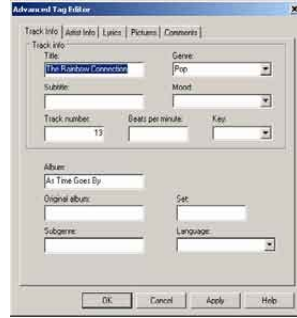 Advanced Tag Editor
Track Info Artist Info Lyrics Pictures Comments
Track info
Title: Genre:
The Rainbow Connection Pop
Subtitle: Mood:
Track number: Beats per minute: Key:
13
Album:
As Time Goes By
Original album: Set:
Subgenre: Language:
OK Cancel Apply Help